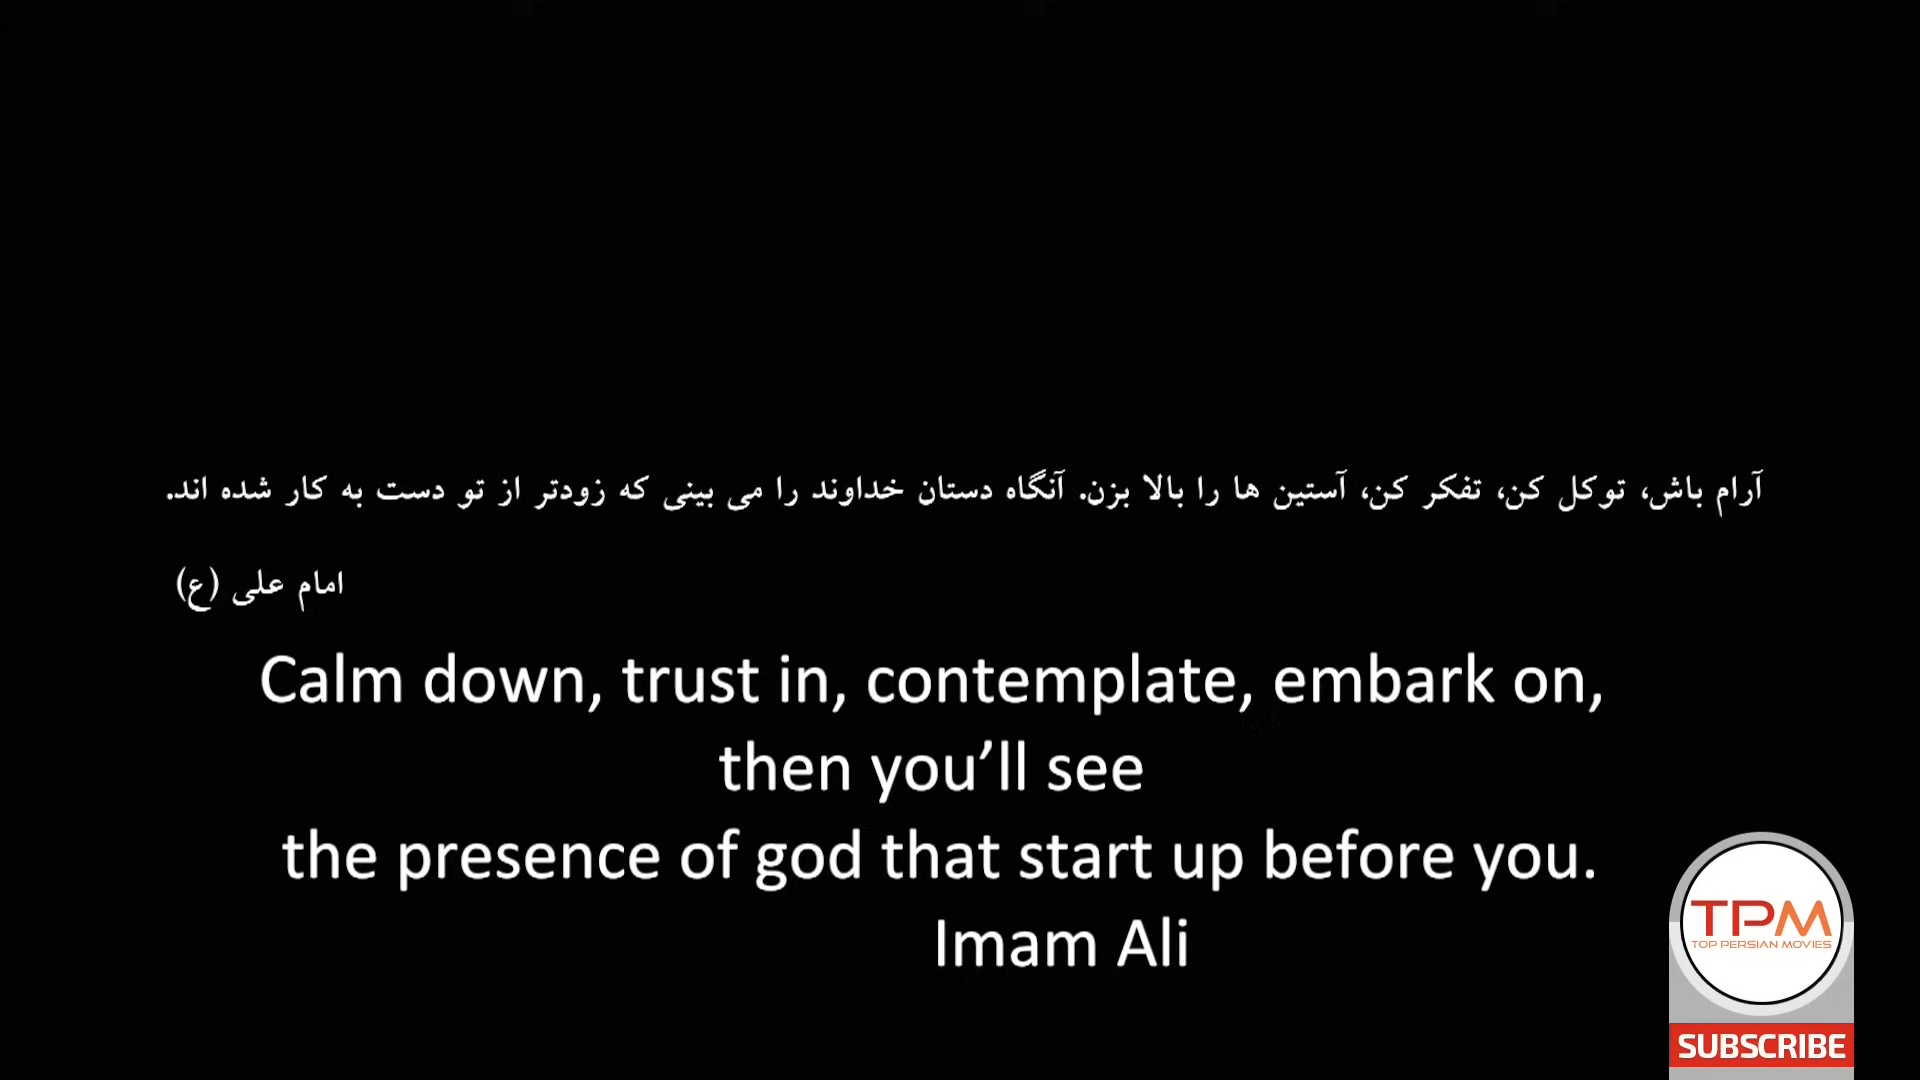 آرام باش، توکل کن، تفکر کن، آستین ها را بالا بزن. آنگاه دستان خداوند را می بینی که زودتر از تو دست به کار شده اند.
امام علی (ع)
Calm down, trust in, contemplate, embark on,
then you’ll see
the presence of god that start up before you.
Imam Ali
TPM
TOP PERSIAN MOVIES
SUBSCRIBE